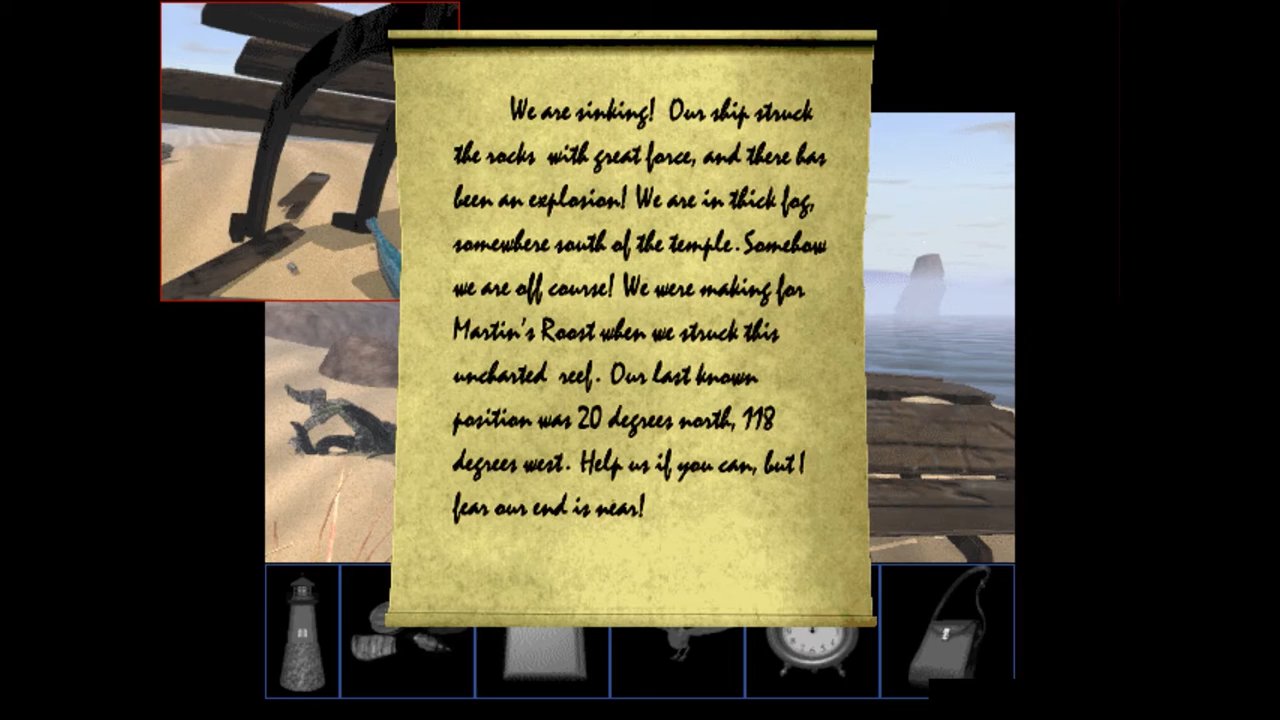 We are sinking! Our ship struck
the rocks with great force, and there has
been an explosion! We are in thick fog,
somewhere south of the temple. Somehow
we are off course! We were making for
Martin's Roost when we struck this
uncharted reef. Our last known
position was 20 degrees north, 118
degrees west. Help us if you can, but I
fear our end is near!